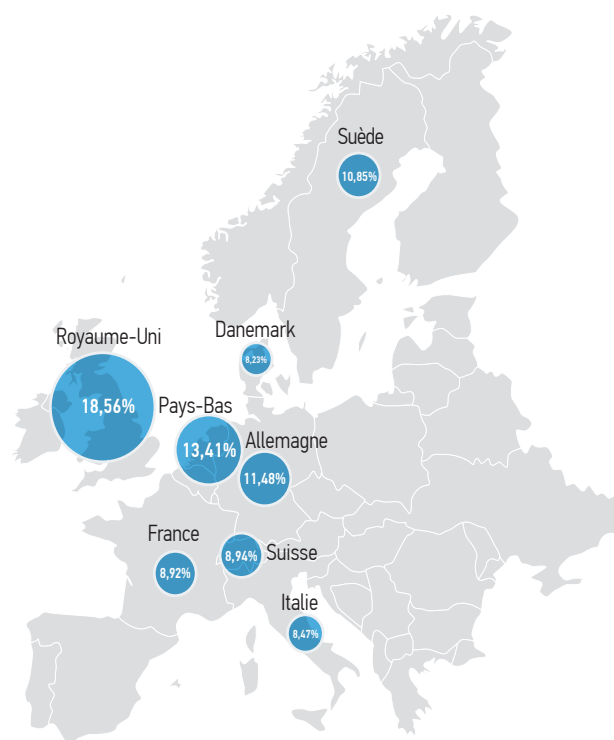 Suède
10,85%
Danemark
8,23%
Royaume-Uni
18,56%
Pays-Bas
13,41%
Allemagne
11,48%
France
8,92%
8,94%
Suisse
Italie
8,47%